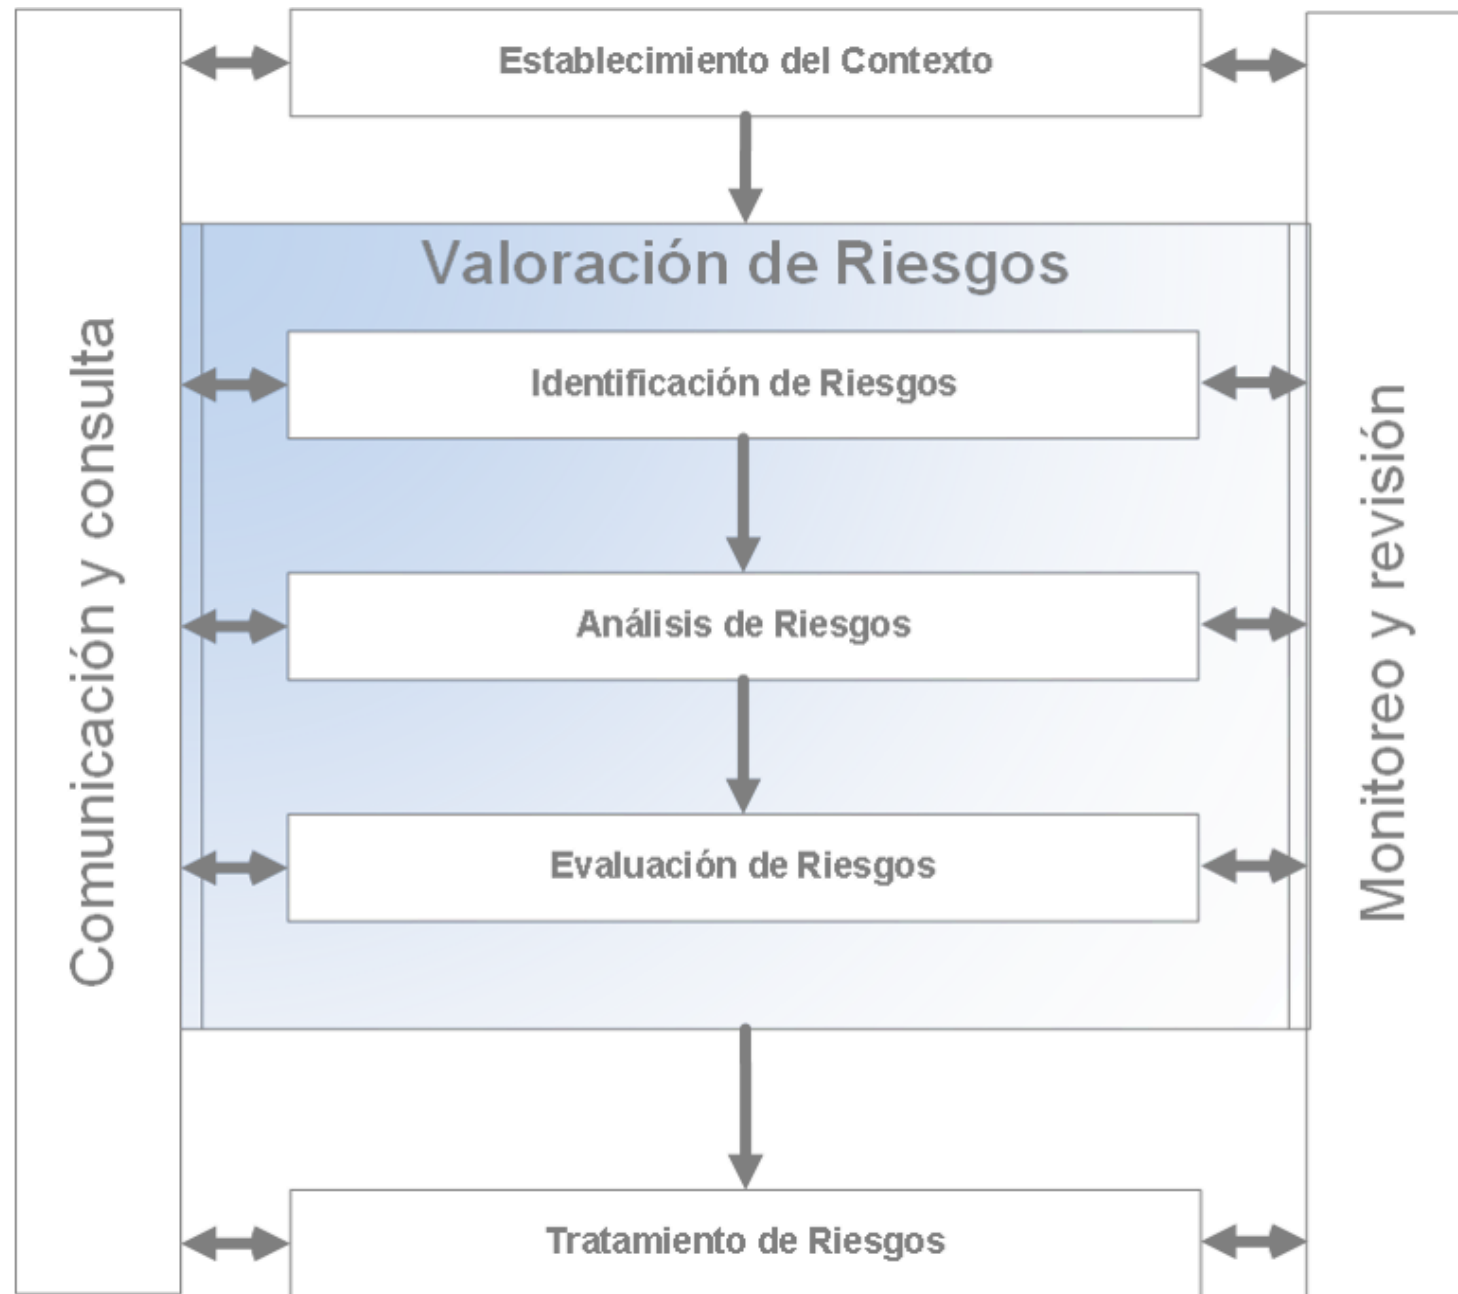 Establecimiento del Contexto
Valoración de Riesgos
Identificación de Riesgos
Análisis de Riesgos
Evaluación de Riesgos
Tratamiento de Riesgos
Comunicación y consulta
Monitoreo y revisión